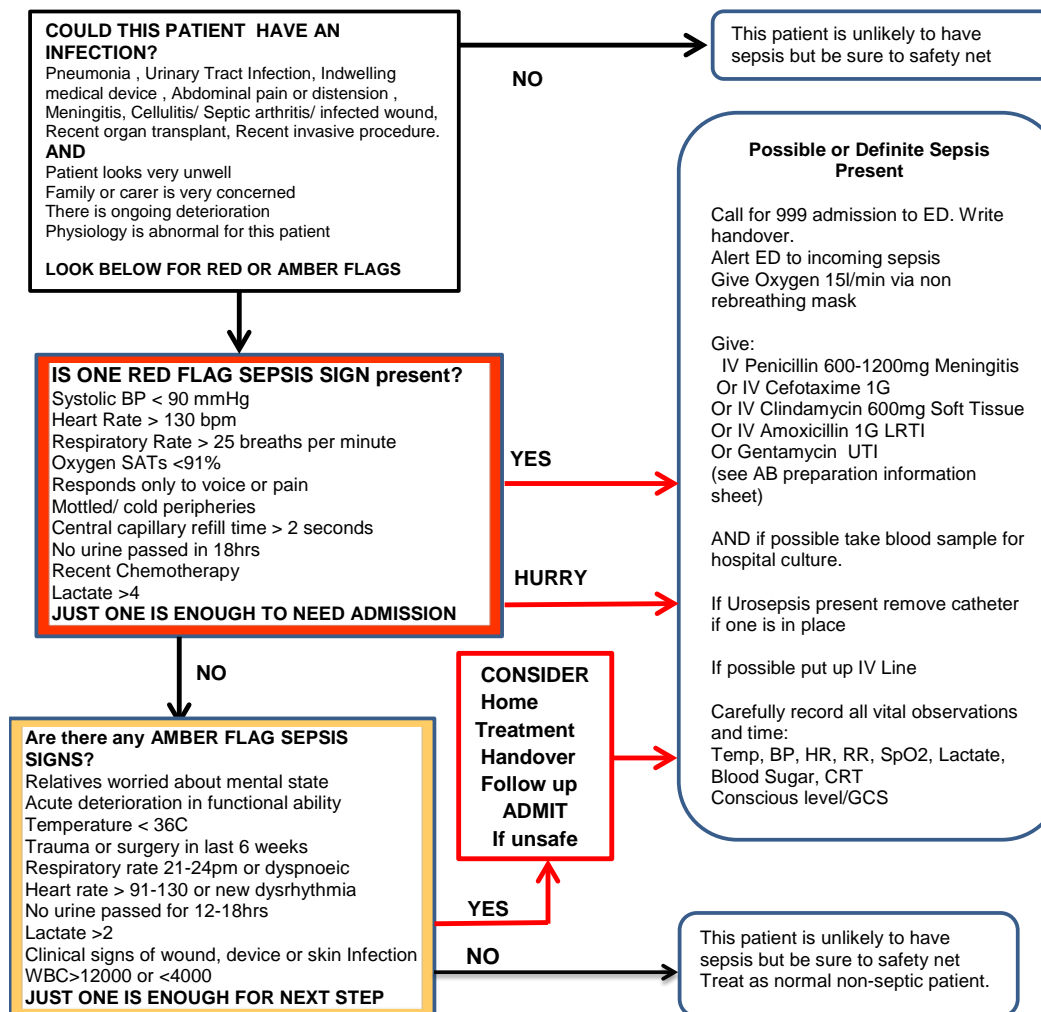 COULD THIS PATIENT HAVE AN
INFECTION?
Pneumonia , Urinary Tract Infection, Indwelling
medical device , Abdominal pain or distension ,
Meningitis, Cellulitis/ Septic arthritis/ infected wound,
Recent organ transplant, Recent invasive procedure.
AND
Patient looks very unwell
Family or carer is very concerned
There is ongoing deterioration
Physiology is abnormal for this patient
LOOK BELOW FOR RED OR AMBER FLAGS
NO
This patient is unlikely to have
sepsis but be sure to safety net
IS ONE RED FLAG SEPSIS SIGN present?
Systolic BP < 90 mmHg
Heart Rate > 130 bpm
Respiratory Rate > 25 breaths per minute
Oxygen SATs <91%
Responds only to voice or pain
Mottled/ cold peripheries
Central capillary refill time > 2 seconds
No urine passed in 18hrs
Recent Chemotherapy
Lactate >4
JUST ONE IS ENOUGH TO NEED ADMISSION
YES
HURRY
Possible or Definite Sepsis
Present
Call for 999 admission to ED. Write
handover.
Alert ED to incoming sepsis
Give Oxygen 15l/min via non
rebreathing mask
Give:
IV Penicillin 600-1200mg Meningitis
Or IV Cefotaxime 1G
Or IV Clindamycin 600mg Soft Tissue
Or IV Amoxicillin 1G LRTI
Or Gentamycin UTI
(see AB preparation information
sheet)
AND if possible take blood sample for
hospital culture.
If Urosepsis present remove catheter
if one is in place
If possible put up IV Line
Carefully record all vital observations
and time:
Temp, BP, HR, RR, SpO2, Lactate,
Blood Sugar, CRT
Conscious level/GCS
NO
CONSIDER
Home
Treatment
Handover
Follow up
ADMIT
If unsafe
Are there any AMBER FLAG SEPSIS
SIGNS?
Relatives worried about mental state
Acute deterioration in functional ability
Temperature < 36C
Trauma or surgery in last 6 weeks
Respiratory rate 21-24pm or dyspnoeic
Heart rate > 91-130 or new dysrhythmia
No urine passed for 12-18hrs
Lactate >2
Clinical signs of wound, device or skin Infection
WBC>12000 or <4000
JUST ONE IS ENOUGH FOR NEXT STEP
YES
NO
This patient is unlikely to have
sepsis but be sure to safety net
Treat as normal non-septic patient.